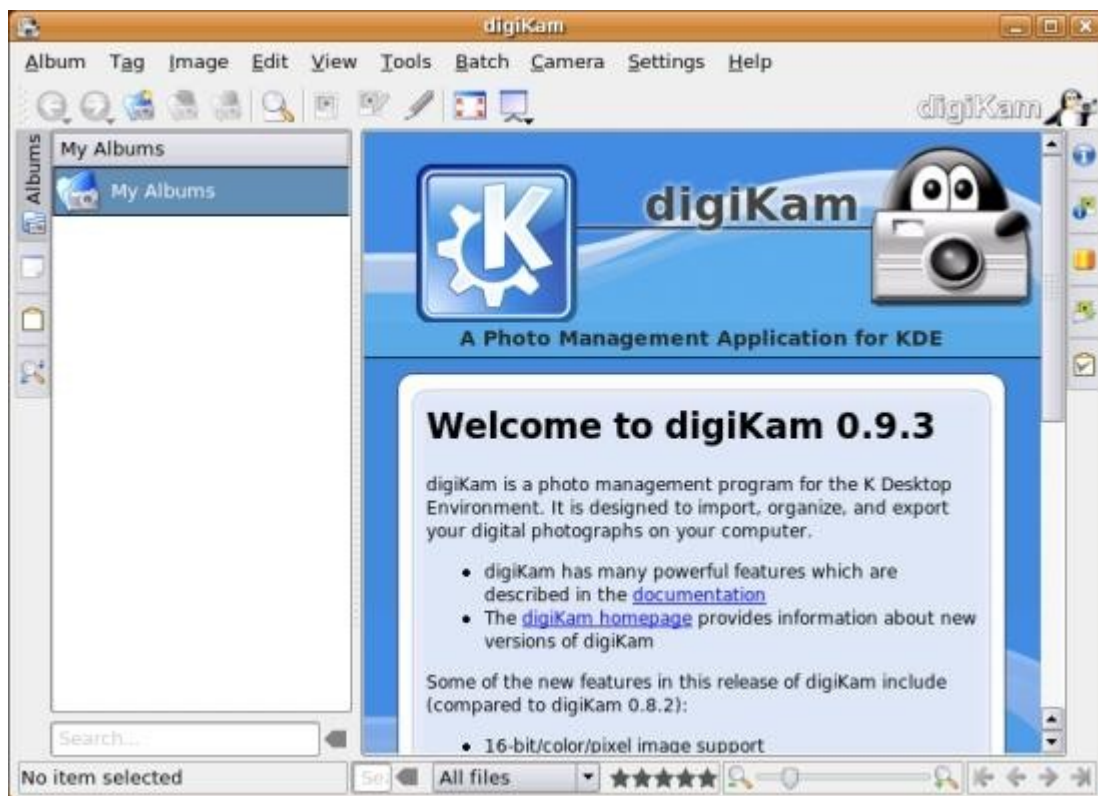 digiKam
Album Tag Image Edit View Tools Batch Camera Settings Help
digiKam
Albums
My Albums
My Albums
digiKam
A Photo Management Application for KDE
Welcome to digiKam 0.9.3
digiKam is a photo management program for the K Desktop
Environment. It is designed to import, organize, and export
your digital photographs on your computer.
digiKam has many powerful features which are
described in the documentation
The digiKam homepage provides information about new
versions of digiKam
Some of the new features in this release of digiKam include
(compared to digiKam 0.8.2):
16-bit/color/pixel image support
Search...
No item selected
Se
All files